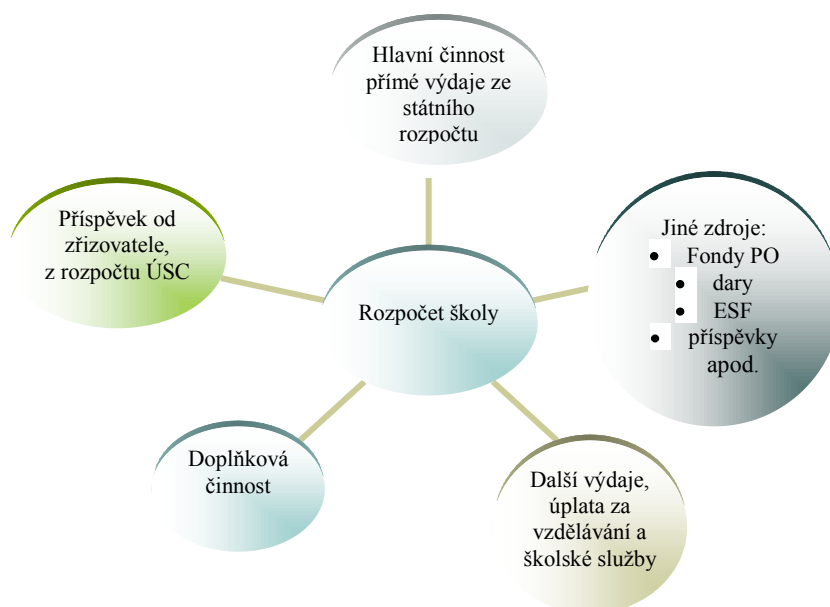 Hlavní činnost
přímé výdaje ze
státního
rozpočtu
Příspěvek od
zřizovatele,
z rozpočtu ÚSC
Jiné zdroje:
• Fondy PO
• dary
• ESF
• příspěvky
apod.
Rozpočet školy
Doplňková
činnost
Další výdaje,
úplata za
vzdělávání a
školské služby